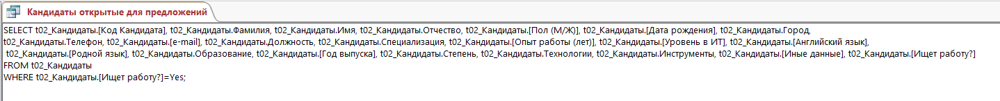 Кандидаты открытые для предложений
SELECT t02_Кандидаты.[Код Кандидата], t02_Кандидаты.Фамилия, t02_Кандидаты.Имя, t02_Кандидаты.Отчество, t02_Кандидаты.[Пол (М/Ж)], t02_Кандидаты.[Дата рождения], t02_Кандидаты.Город,
t02_Кандидаты.Телефон, t02_Кандидаты.[e-mail], t02_Кандидаты.Должность, t02_Кандидаты.Специализация, t02_Кандидаты.[Опыт работы (лет)], t02_Кандидаты.[Уровень в ИТ], t02_Кандидаты.[Английский язык],
t02_Кандидаты.[Родной язык], t02_Кандидаты.Образование, t02_Кандидаты.[Год выпуска], t02_Кандидаты.Степень, t02_Кандидаты.Технологии, t02_Кандидаты.Инструменты, t02_Кандидаты.[Иные данные], t02_Кандидаты.[Ищет работу?]
FROM t02_Кандидаты
WHERE t02_Кандидаты.[Ищет работу?]=Yes;